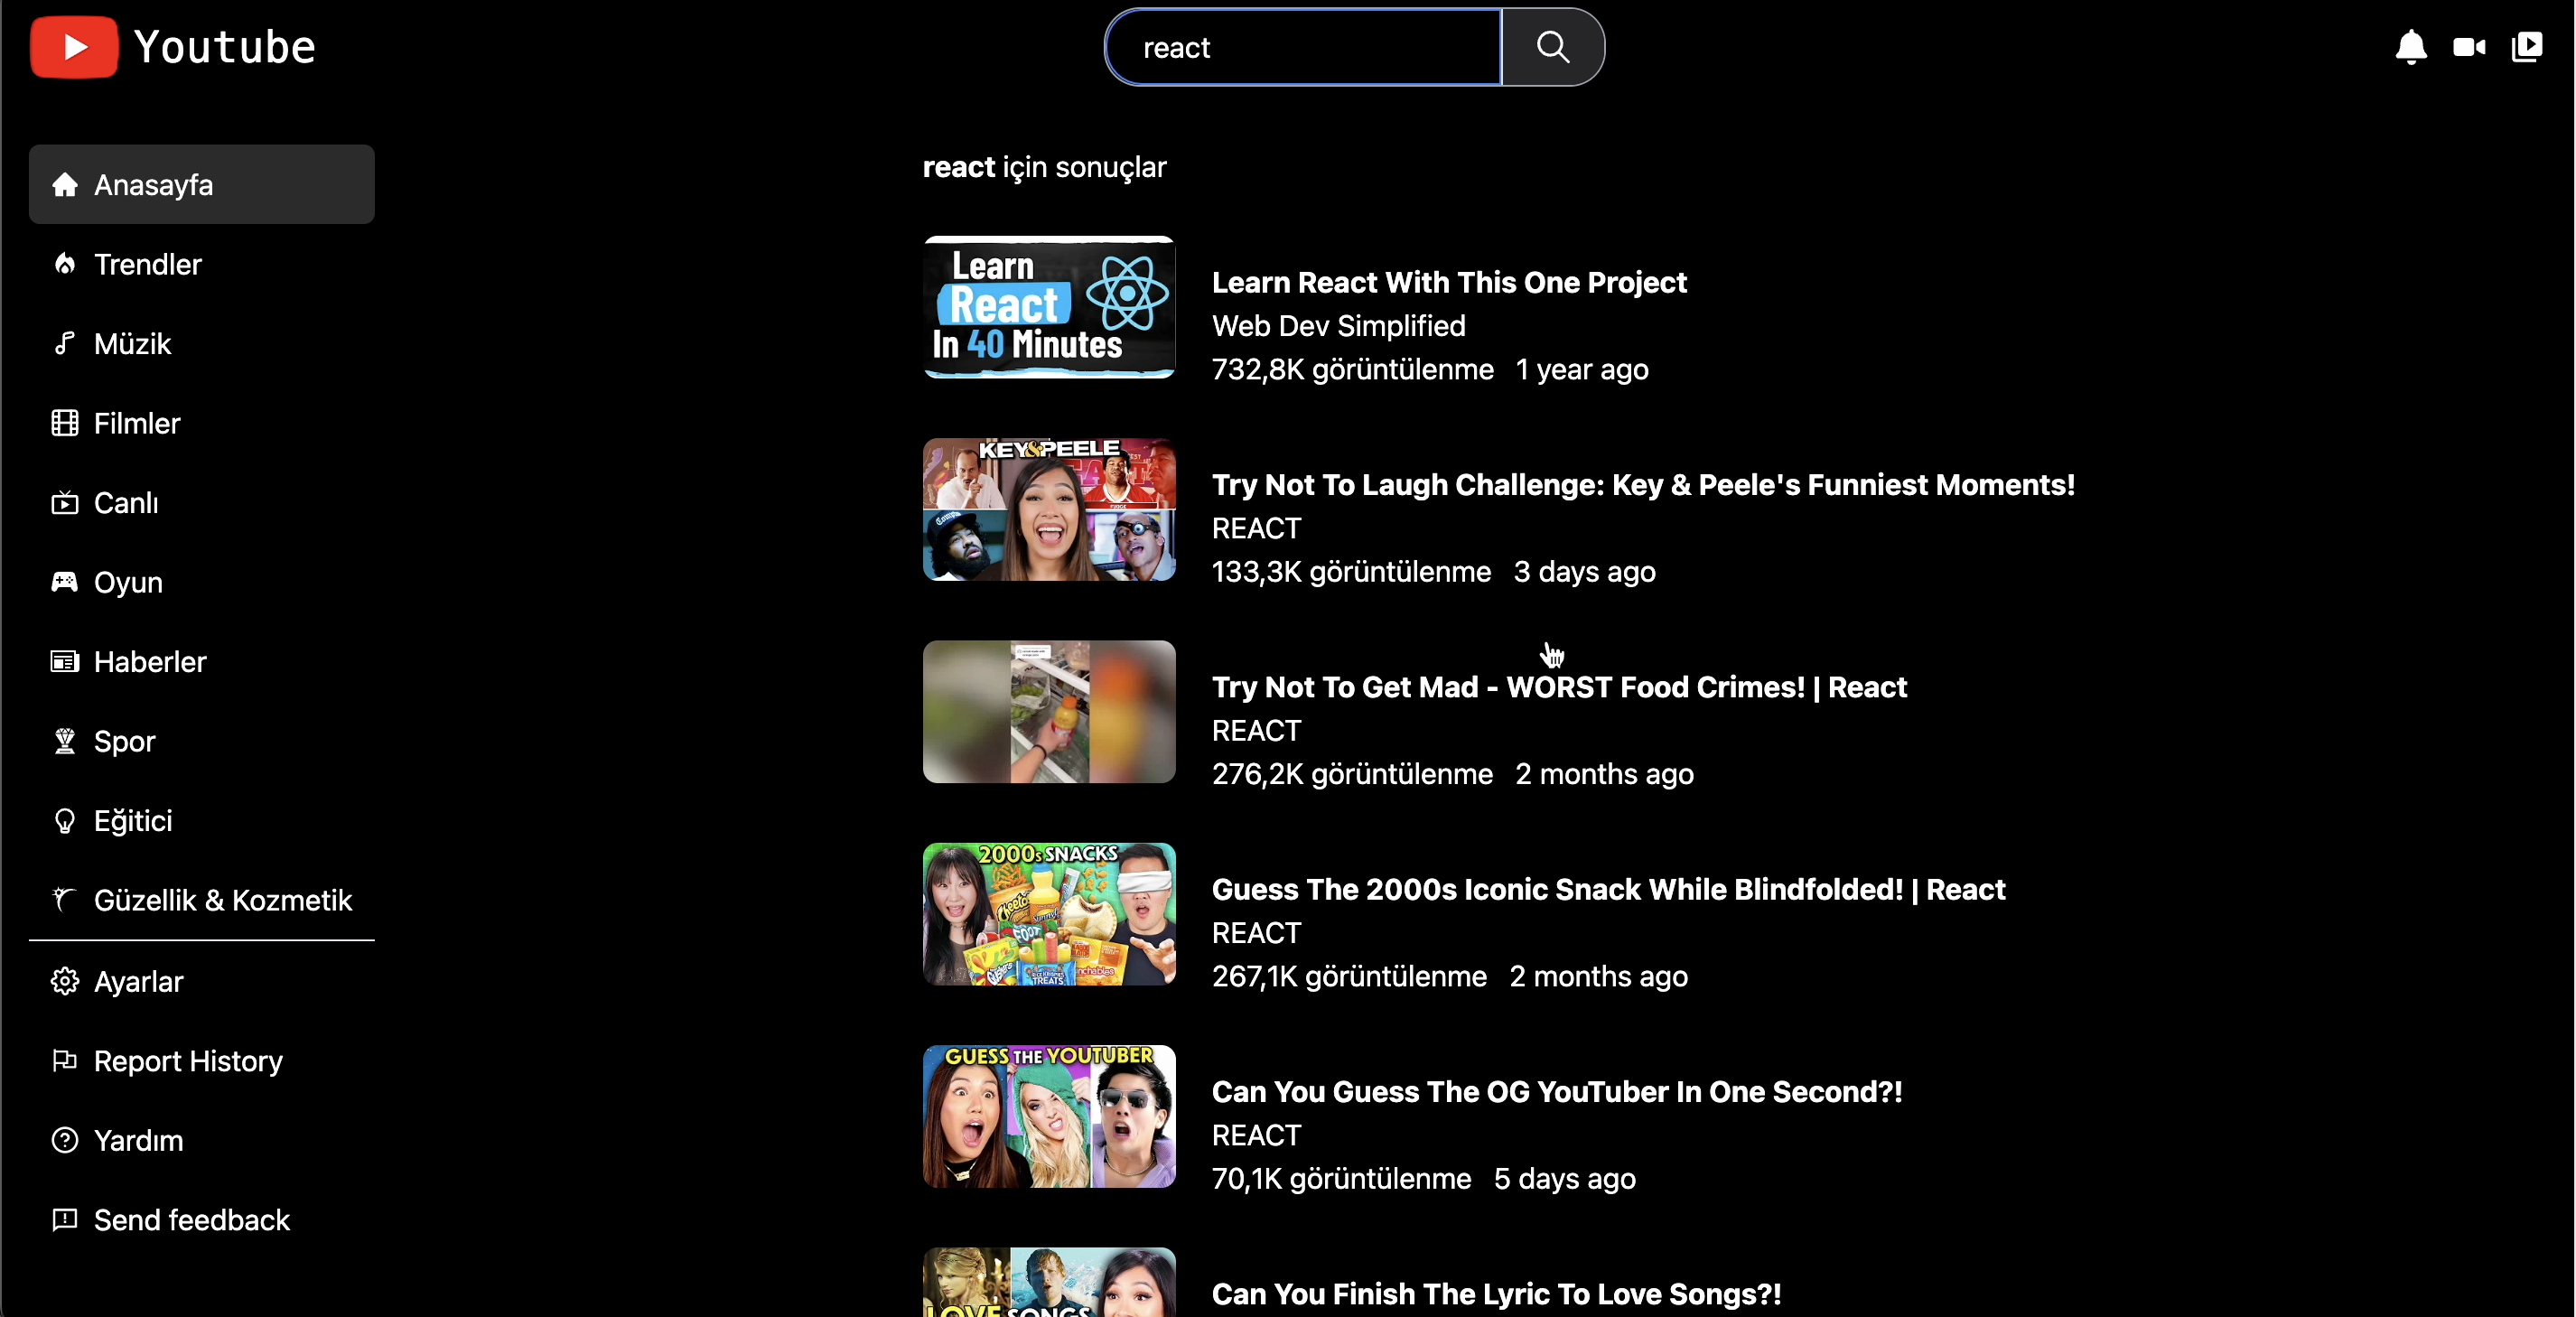 Youtube
react
Anasayfa
Trendler
Müzik
Filmler
Canlı
Oyun
Haberler
Spor
Eğitici
Güzellik & Kozmetik
Ayarlar
Report History
Yardım
Send feedback
react için sonuçlar
Learn
React
In 40 Minutes
Learn React With This One Project
Web Dev Simplified
732,8K görüntülenme 1 year ago
KEY&PEELE
Try Not To Laugh Challenge: Key & Peele's Funniest Moments!
REACT
133,3K görüntülenme 3 days ago
Try Not To Get Mad - WORST Food Crimes! | React
REACT
276,2K görüntülenme 2 months ago
2000s SNACKS
Cheetos
FOOT
Gushers
TREATS
Guess The 2000s Iconic Snack While Blindfolded! | React
REACT
267,1K görüntülenme 2 months ago
GUESS THE YOUTUBER
Can You Guess The OG YouTuber In One Second?!
REACT
70,1K görüntülenme 5 days ago
LOVE SONGS
Can You Finish The Lyric To Love Songs?!